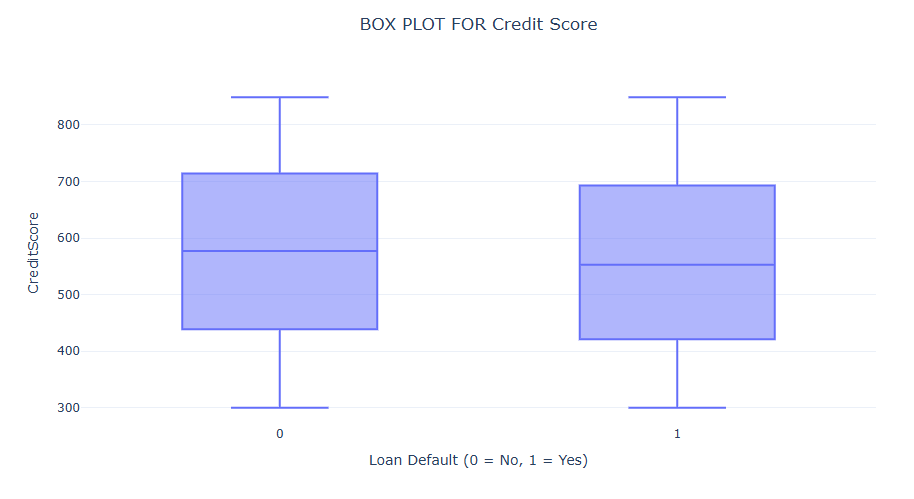 BOX PLOT FOR Credit Score
CreditScore
800
700
600
500
400
300
0
1
Loan Default (0 = No, 1 = Yes)